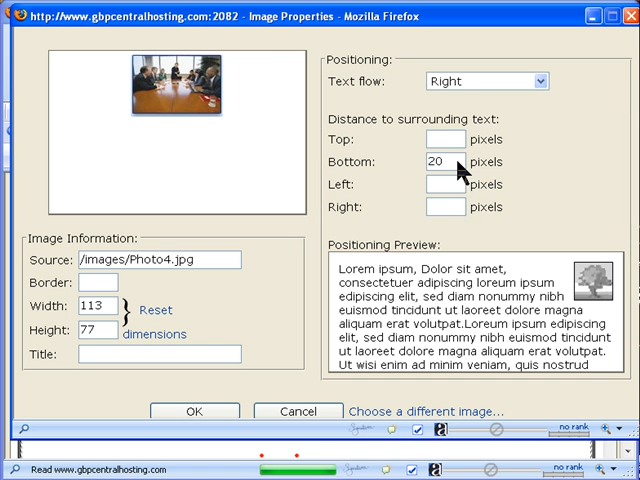 http://www.gbpcentralhosting.com:2082 - Image Properties - Mozilla Firefox
Positioning:
Text flow: Right
Distance to surrounding text:
Top: pixels
Bottom: 20 pixels
Left: pixels
Right: pixels
Image Information:
Source: /images/Photo4.jpg
Border:
Width: 113
Height: 77
Reset
dimensions
Title:
Positioning Preview:
Lorem ipsum, Dolor sit amet,
consectetuer adipiscing loreum ipsum
edipiscing elit, sed diam nonummy nibh
euismod tincidunt ut laoreet dolore magna
aliquam erat volutpat.Lorem ipsum edipiscing
elit, sed diam nonummy nibh euismod
tincidunt ut laoreet dolore magna aliquam
erat volutpat.
Ut wisi enim ad minim veniam, quis nostrud
OK Cancel Choose a different image...
no rank
Read www.gbpcentralhosting.com
no rank